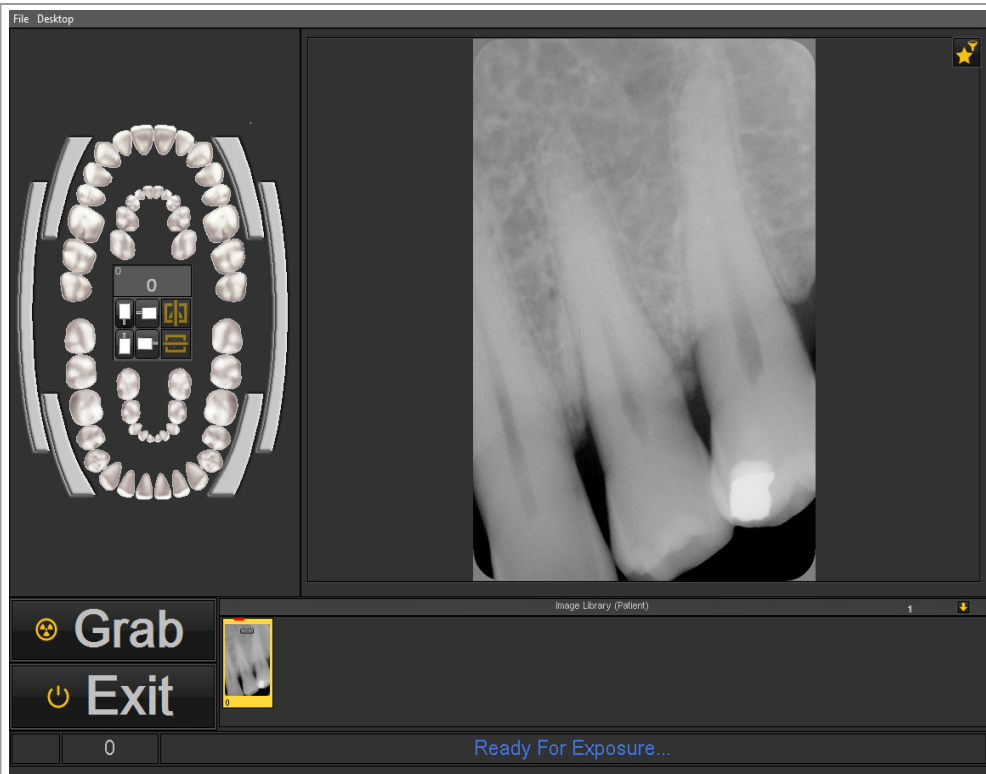 File Desktop
0
0
Grab
Exit
Image Library (Patient)
1
0
0
Ready For Exposure...